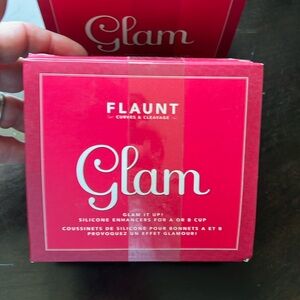 Glam
FLAUNT
CURVES & CLEAVAGE
Glam
GLAM IT UP!
SILICONE ENHANCERS FOR A OR B CUP
COUSSINETS DE SILICONE POUR BONNETS A ET B
PROVOQUEZ UN EFFET GLAMOUR!